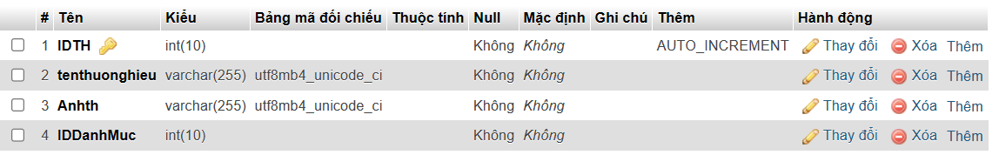 # Tên Kiểu Bảng mã đối chiếu Thuộc tính Null Mặc định Ghi chú Thêm Hành động
1 IDTH int(10) Không Không AUTO_INCREMENT Thay đổi Xóa Thêm
2 tenthuonghieu varchar(255) utf8mb4_unicode_ci Không Không Thay đổi Xóa Thêm
3 Anhth varchar(255) utf8mb4_unicode_ci Không Không Thay đổi Xóa Thêm
4 IDDanhMuc int(10) Không Không Thay đổi Xóa Thêm